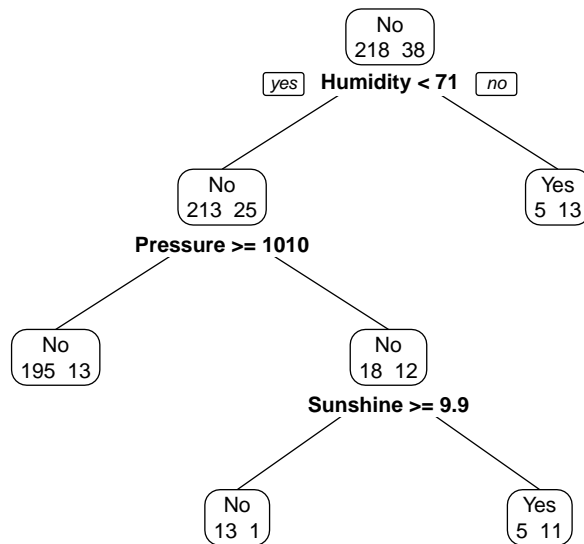 No
218 38
yes Humidity < 71 no
No
213 25
Yes
5 13
Pressure >= 1010
No
195 13
No
18 12
Sunshine >= 9.9
No
13 1
Yes
5 11